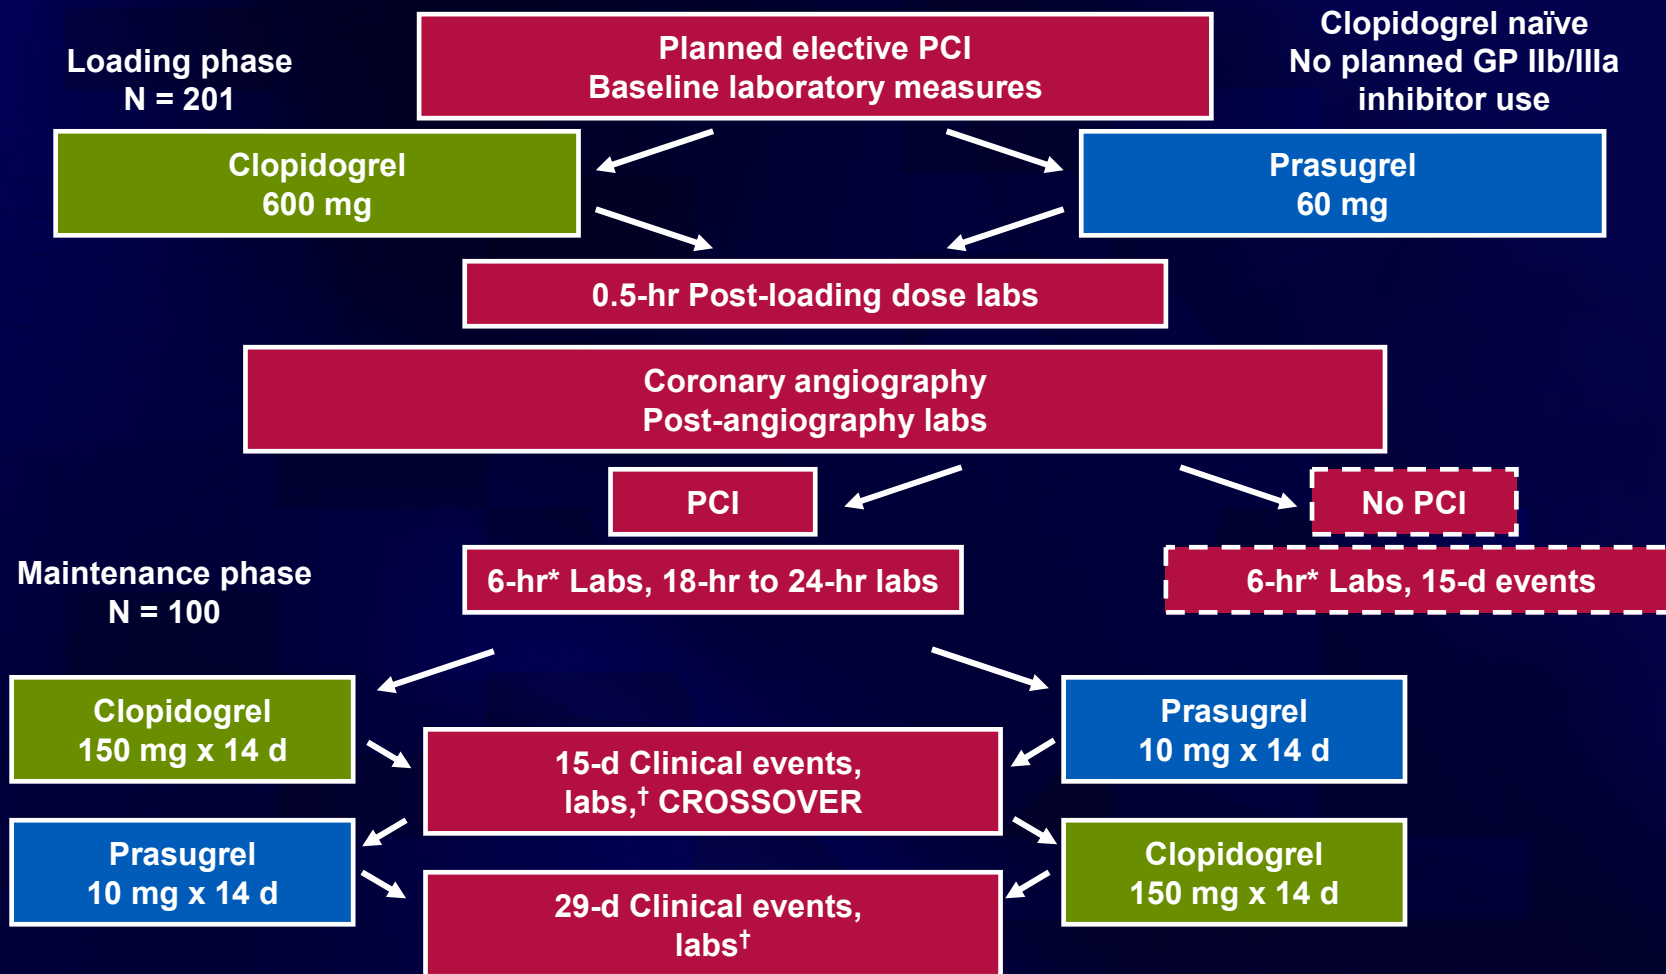 Planned elective PCI
Baseline laboratory measures
Clopidogrel naïve
No planned GP IIb/IIIa
inhibitor use
Loading phase
N = 201
Clopidogrel
600 mg
Prasugrel
60 mg
0.5-hr Post-loading dose labs
Coronary angiography
Post-angiography labs
PCI
No PCI
6-hr* Labs, 18-hr to 24-hr labs
6-hr* Labs, 15-d events
Maintenance phase
N = 100
Clopidogrel
150 mg x 14 d
Prasugrel
10 mg x 14 d
15-d Clinical events,
labs,† CROSSOVER
Prasugrel
10 mg x 14 d
Clopidogrel
150 mg x 14 d
29-d Clinical events,
labs†